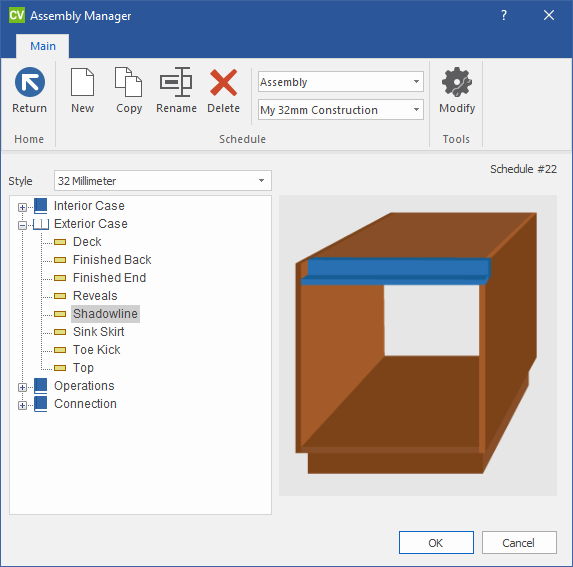 CV Assembly Manager ?
Main
Return
New
Copy
Rename
Delete
Assembly
My 32mm Construction
Modify
Home
Schedule
Tools
Schedule #22
Style
32 Millimeter
Interior Case
Exterior Case
Deck
Finished Back
Finished End
Reveals
Shadowline
Sink Skirt
Toe Kick
Top
Operations
Connection
OK
Cancel